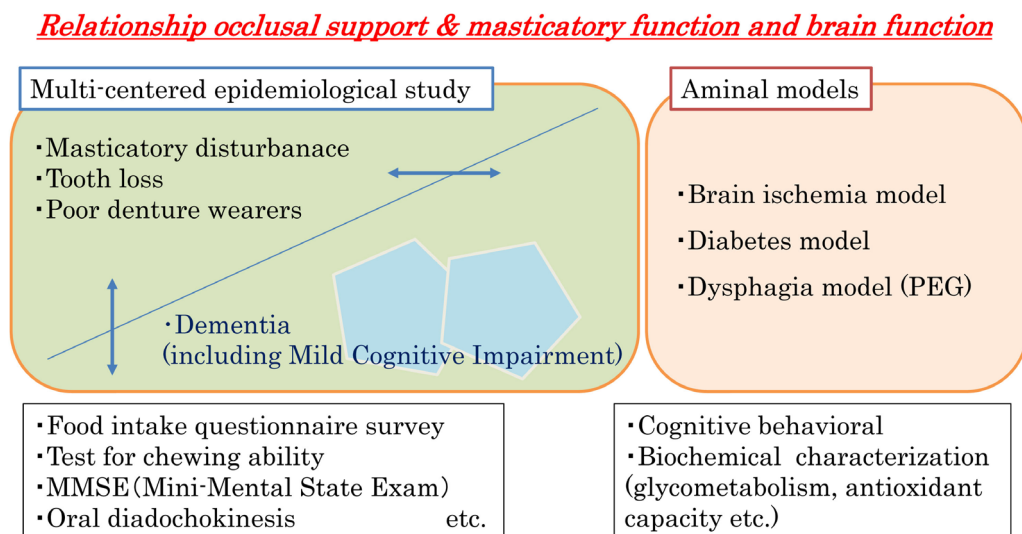 Relationship occlusal support & masticatory function and brain function
Multi-centered epidemiological study
・Masticatory disturbanace
・Tooth loss
・Poor denture wearers
・Dementia
(including Mild Cognitive Impairment)
・Food intake questionnaire survey
・Test for chewing ability
・MMSE(Mini-Mental State Exam)
・Oral diadochokinesis etc.
Aminal models
・Brain ischemia model
・Diabetes model
・Dysphagia model (PEG)
・Cognitive behavioral
・Biochemical characterization
(glycometabolism, antioxidant
capacity etc.)